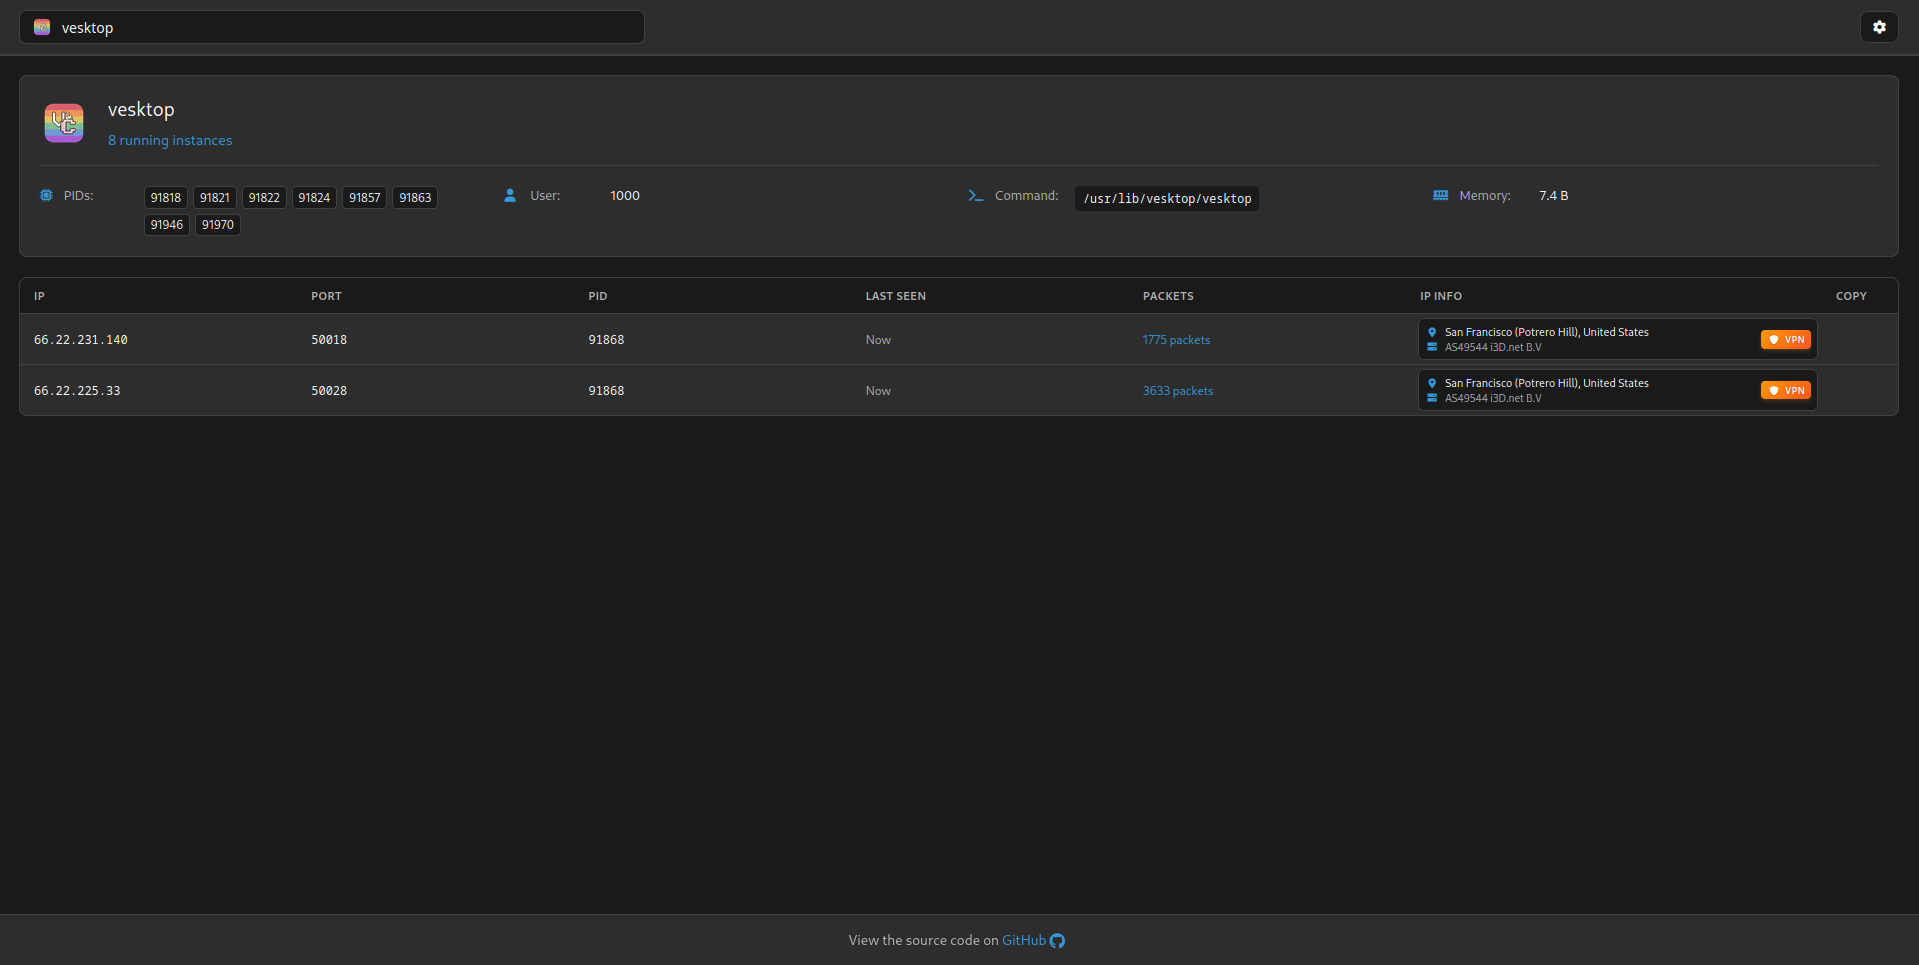 vesktop
vesktop
8 running instances
PIDs: 91818 91821 91822 91824 91857 91863
91946 91970
User: 1000
Command: /usr/lib/vesktop/vesktop
Memory: 7.4 B
IP PORT PID LAST SEEN PACKETS IP INFO COPY
66.22.231.140 50018 91868 Now 1775 packets San Francisco (Potrero Hill), United States
AS49544 i3D.net B.V
VPN
66.22.225.33 50028 91868 Now 3633 packets San Francisco (Potrero Hill), United States
AS49544 i3D.net B.V
VPN
View the source code on GitHub